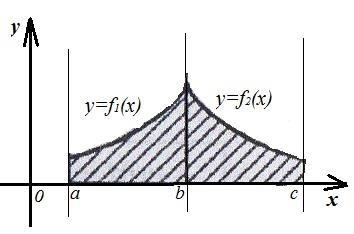 y
y=f₁(x) y=f₂(x)
0 a b c x